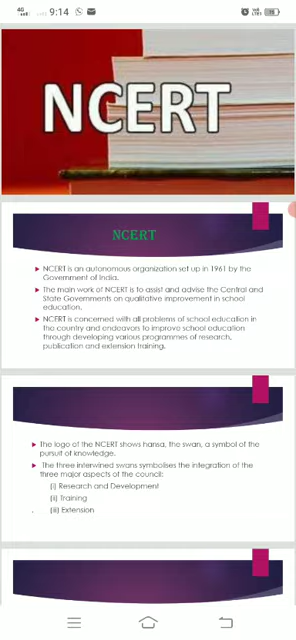 4G 9:14
NCERT
NCERT
NCERT is an autonomous organization set up in 1961 by the
Government of India.
The main work of NCERT is to assist and advise the Central and
State Governments on qualitative improvement in school
education.
NCERT is concerned with all problems of school education in
the country and endeavors to improve school education
through developing various programmes of research,
publication and extension training.
The logo of the NCERT shows hansa, the swan, a symbol of the
pursuit of knowledge.
The three interwined swans symbolises the integration of the
three major aspects of the council:
(i) Research and Development
(ii) Training
(iii) Extension